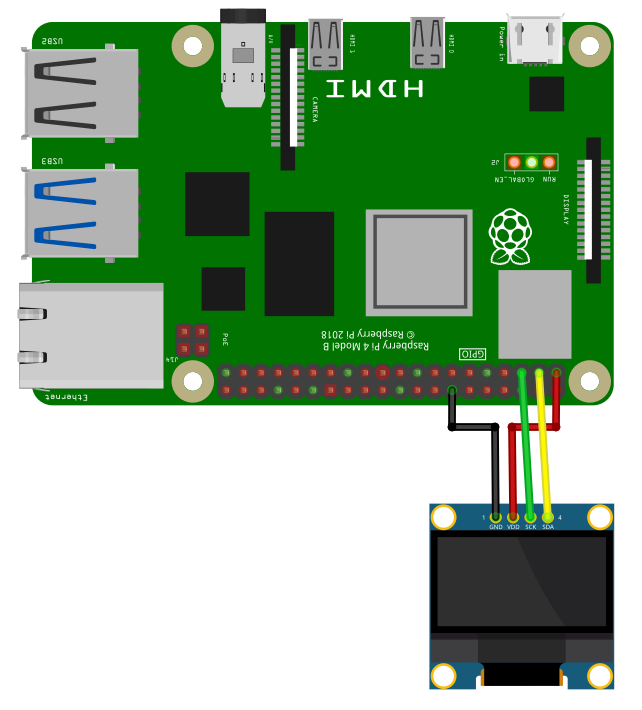 USB2
A/V
HDMI 1
HDMI 0
Power in
HDMI
CAMERA
USB3
J2
GLOBAL_EN
RUN
DISPLAY
© Raspberry Pi 2018
Raspberry Pi 4 Model B
GPIO
PoE
J14
Ethernet
1
GND
VDD
SCK
SDA
4